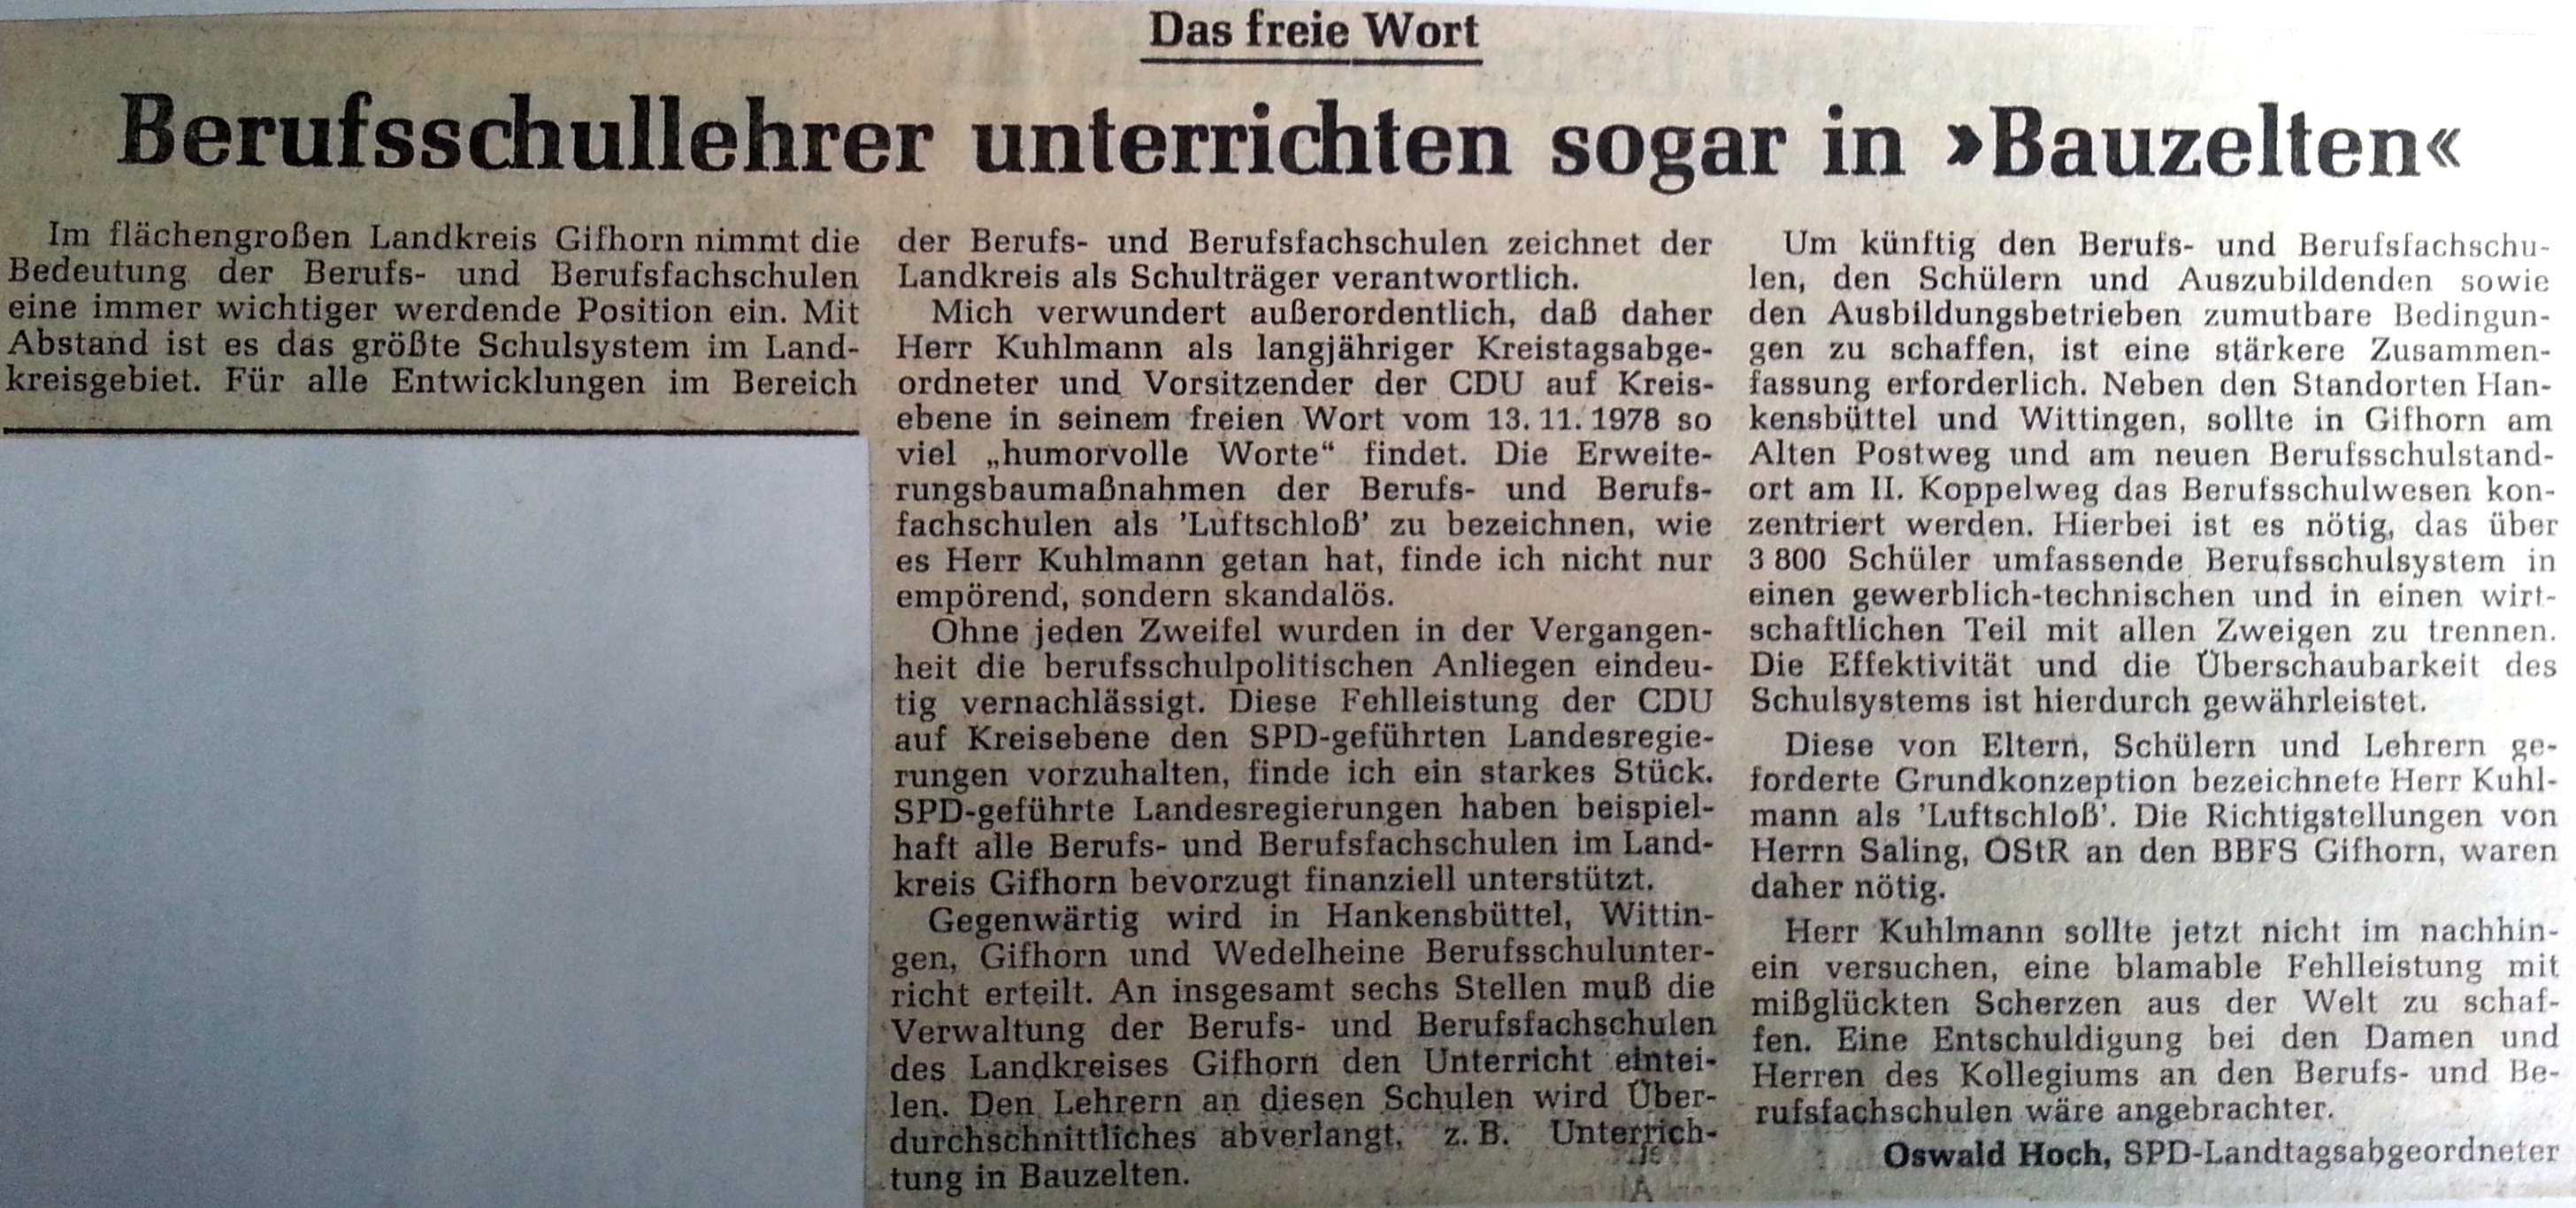 Das freie Wort
Berufsschullehrer unterrichten sogar in »Bauzelten«
Im flächengroßen Landkreis Gifhorn nimmt die
Bedeutung der Berufs- und Berufsfachschulen
eine immer wichtiger werdende Position ein. Mit
Abstand ist es das größte Schulsystem im Land-
kreisgebiet. Für alle Entwicklungen im Bereich
der Berufs- und Berufsfachschulen zeichnet der
Landkreis als Schulträger verantwortlich.
Mich verwundert außerordentlich, daß daher
Herr Kuhlmann als langjähriger Kreistagsabge-
ordneter und Vorsitzender der CDU auf Kreis-
ebene in seinem freien Wort vom 13. 11. 1978 so
viel „humorvolle Worte“ findet. Die Erweite-
rungsbaumaßnahmen der Berufs- und Berufs-
fachschulen als 'Luftschloß' zu bezeichnen, wie
es Herr Kuhlmann getan hat, finde ich nicht nur
empörend, sondern skandalös.
Ohne jeden Zweifel wurden in der Vergangen-
heit die berufsschulpolitischen Anliegen eindeu-
tig vernachlässigt. Diese Fehlleistung der CDU
auf Kreisebene den SPD-geführten Landesregie-
rungen vorzuhalten, finde ich ein starkes Stück.
SPD-geführte Landesregierungen haben beispiel-
haft alle Berufs- und Berufsfachschulen im Land-
kreis Gifhorn bevorzugt finanziell unterstützt.
Gegenwärtig wird in Hankensbüttel, Wittin-
gen, Gifhorn und Wedelheine Berufsschulunter-
richt erteilt. An insgesamt sechs Stellen muß die
Verwaltung der Berufs- und Berufsfachschulen
des Landkreises Gifhorn den Unterricht eintei-
len. Den Lehrern an diesen Schulen wird Über-
durchschnittliches abverlangt, z. B. Unterrich-
tung in Bauzelten.
Um künftig den Berufs- und Berufsfachschu-
len, den Schülern und Auszubildenden sowie
den Ausbildungsbetrieben zumutbare Bedingun-
gen zu schaffen, ist eine stärkere Zusammen-
fassung erforderlich. Neben den Standorten Han-
kensbüttel und Wittingen, sollte in Gifhorn am
Alten Postweg und am neuen Berufsschulstand-
ort am II. Koppelweg das Berufsschulwesen kon-
zentriert werden. Hierbei ist es nötig, das über
3 800 Schüler umfassende Berufsschulsystem in
einen gewerblich-technischen und in einen wirt-
schaftlichen Teil mit allen Zweigen zu trennen.
Die Effektivität und die Überschaubarkeit des
Schulsystems ist hierdurch gewährleistet.
Diese von Eltern, Schülern und Lehrern ge-
forderte Grundkonzeption bezeichnete Herr Kuhl-
mann als 'Luftschloß'. Die Richtigstellungen von
Herrn Saling, OStR an den BBFS Gifhorn, waren
daher nötig.
Herr Kuhlmann sollte jetzt nicht im nachhin-
ein versuchen, eine blamable Fehlleistung mit
mißglückten Scherzen aus der Welt zu schaf-
fen. Eine Entschuldigung bei den Damen und
Herren des Kollegiums an den Berufs- und Be-
rufsfachschulen wäre angebrachter.
Oswald Hoch, SPD-Landtagsabgeordneter